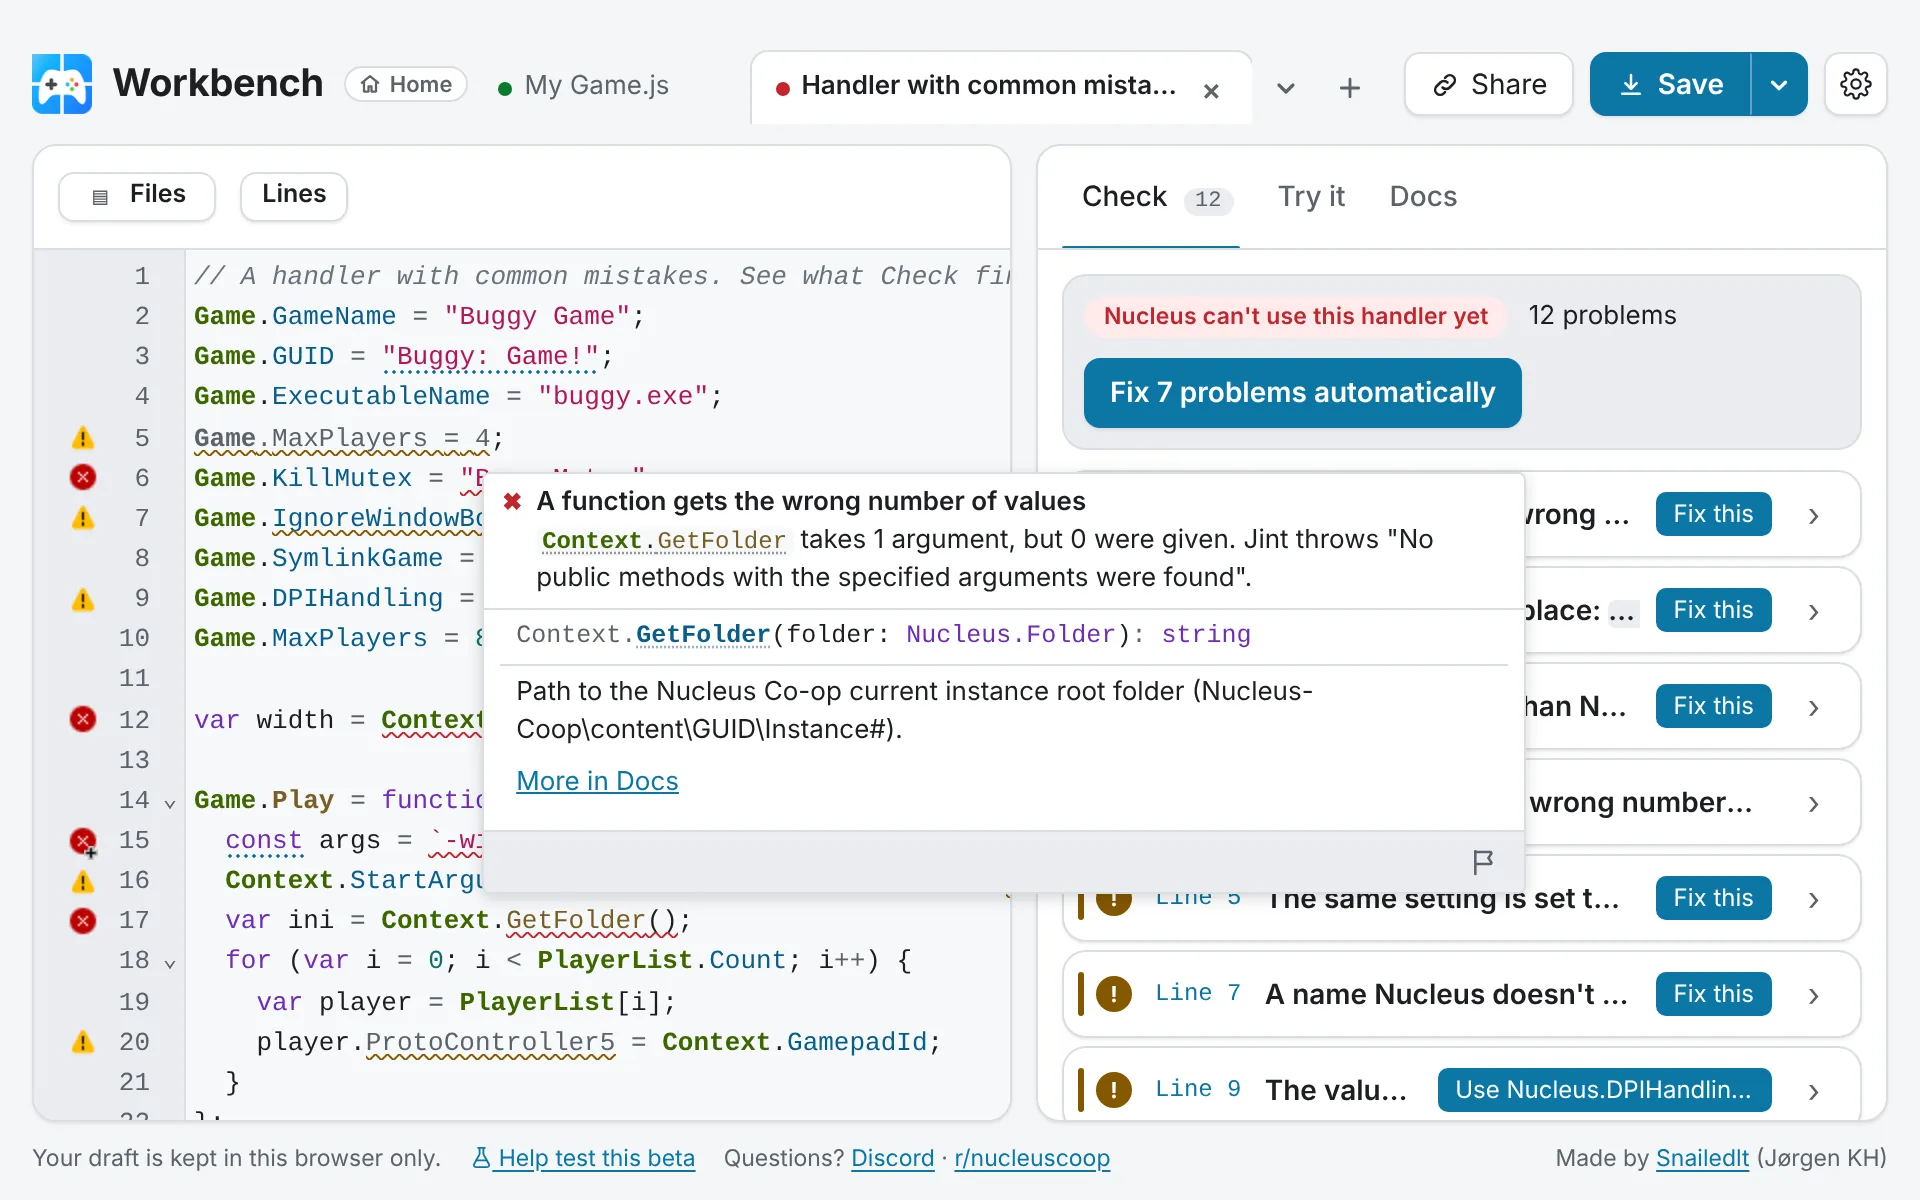 Workbench
Home
My Game.js
Handler with common mista...
Share
Save
Files
Lines
Check 12
Try it
Docs
1 // A handler with common mistakes. See what Check
2 Game.GameName = "Buggy Game";
3 Game.GUID = "Buggy: Game!";
4 Game.ExecutableName = "buggy.exe";
5 Game.MaxPlayers = 4;
6 Game.KillMutex =
7 Game.
8 Game.SymlinkGame =
9 Game.DPIHandling =
10 Game.MaxPlayers =
11
12 var width = Context
13
14 Game.Play =
15 const args =
16 Context.
17 var ini = Context.GetFolder();
18 for (var i = 0; i < PlayerList.Count; i++) {
19 var player = PlayerList[i];
20 player.ProtoController5 = Context.GamepadId;
21 }
Nucleus can't use this handler yet
12 problems
Fix 7 problems automatically
A function gets the wrong number of values
Context.GetFolder takes 1 argument, but 0 were given. Jint throws "No
public methods with the specified arguments were found".
Context.GetFolder(folder: Nucleus.Folder): string
Path to the Nucleus Co-op current instance root folder (Nucleus-
Coop\content\GUID\Instance#).
More in Docs
wrong ... Fix this
place: ... Fix this
than N... Fix this
wrong number...
Line 5 The same setting is set t... Fix this
Line 7 A name Nucleus doesn't ... Fix this
Line 9 The valu... Use Nucleus.DPIHandlin...
Your draft is kept in this browser only.
Help test this beta
Questions? Discord · r/nucleuscoop
Made by SnailedIt (Jørgen KH)